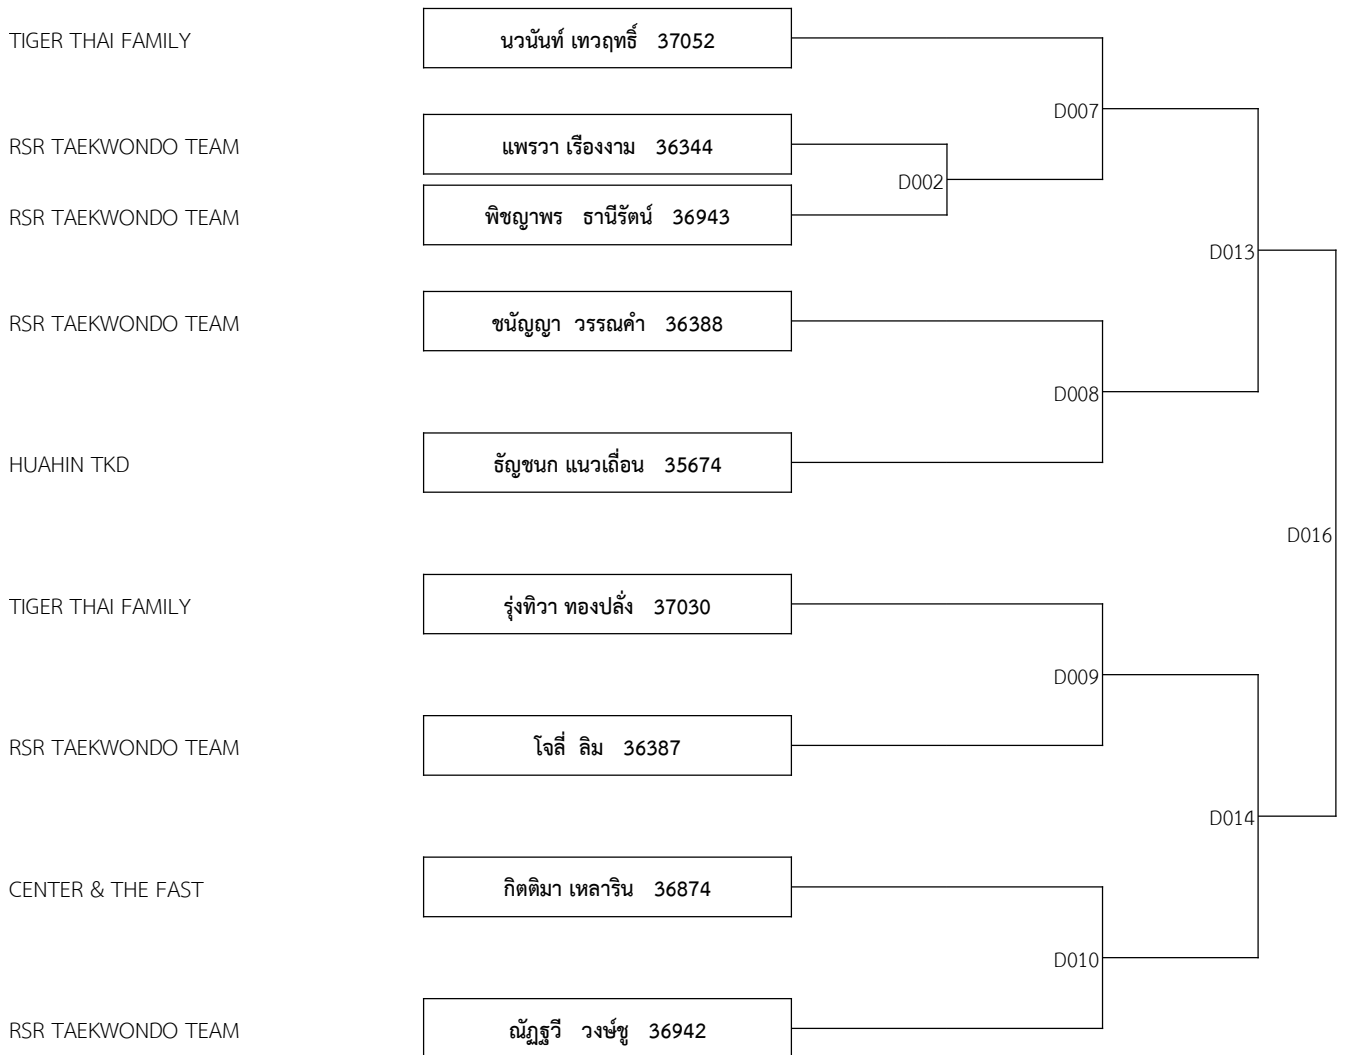 TIGER THAI FAMILY นวนันท์ เทวฤทธิ์ 37052
D007
RSR TAEKWONDO TEAM แพรวา เรืองงาม 36344
D002
RSR TAEKWONDO TEAM พิชญาพร ธานีรัตน์ 36943
D013
RSR TAEKWONDO TEAM ชนัญญา วรรณคำ 36388
D008
HUAHIN TKD ธัญชนก แนวเถื่อน 35674
D016
TIGER THAI FAMILY รุ่งทิวา ทองปลั่ง 37030
D009
RSR TAEKWONDO TEAM โจลี่ ลิม 36387
D014
CENTER & THE FAST กิตติมา เหลาริน 36874
D010
RSR TAEKWONDO TEAM ณัฏฐวี วงษ์ชู 36942